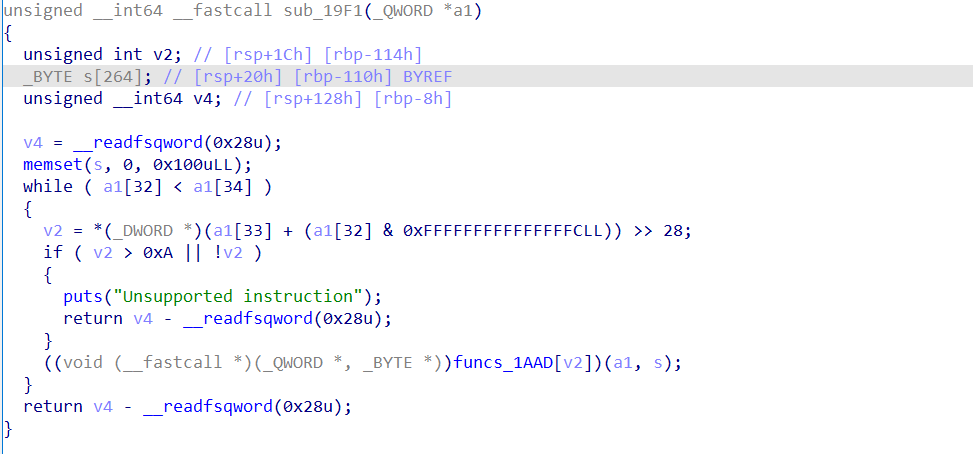 unsigned __int64 __fastcall sub_19F1(_QWORD *a1)
{
  unsigned int v2; // [rsp+1Ch] [rbp-114h]
  _BYTE s[264]; // [rsp+20h] [rbp-110h] BYREF
  unsigned __int64 v4; // [rsp+128h] [rbp-8h]

  v4 = __readfsqword(0x28u);
  memset(s, 0, 0x100uLL);
  while ( a1[32] < a1[34] )
  {
    v2 = *(_DWORD *)(a1[33] + (a1[32] & 0xFFFFFFFFFFFFFFFCLL)) >> 28;
    if ( v2 > 0xA || !v2 )
    {
      puts("Unsupported instruction");
      return v4 - __readfsqword(0x28u);
    }
    ((void (__fastcall *)(_QWORD *, _BYTE *))funcs_1AAD[v2])(a1, s);
  }
  return v4 - __readfsqword(0x28u);
}